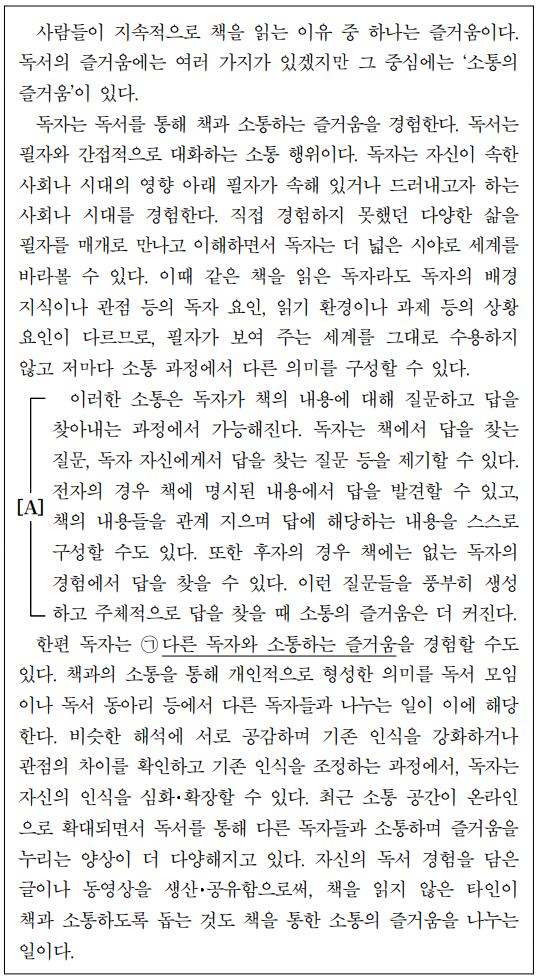 사람들이 지속적으로 책을 읽는 이유 중 하나는 즐거움이다.
독서의 즐거움에는 여러 가지가 있겠지만 그 중심에는 ‘소통의
즐거움’이 있다.
독자는 독서를 통해 책과 소통하는 즐거움을 경험한다. 독서는
필자와 간접적으로 대화하는 소통 행위이다. 독자는 자신이 속한
사회나 시대의 영향 아래 필자가 속해 있거나 드러내고자 하는
사회나 시대를 경험한다. 직접 경험하지 못했던 다양한 삶을
필자를 매개로 만나고 이해하면서 독자는 더 넓은 시야로 세계를
바라볼 수 있다. 이때 같은 책을 읽은 독자라도 독자의 배경
지식이나 관점 등의 독자 요인, 읽기 환경이나 과제 등의 상황
요인이 다르므로, 필자가 보여 주는 세계를 그대로 수용하지
않고 저마다 소통 과정에서 다른 의미를 구성할 수 있다.
이러한 소통은 독자가 책의 내용에 대해 질문하고 답을
찾아내는 과정에서 가능해진다. 독자는 책에서 답을 찾는
질문, 독자 자신에게서 답을 찾는 질문 등을 제기할 수 있다.
[A] 전자의 경우 책에 명시된 내용에서 답을 발견할 수 있고,
책의 내용들을 관계 지으며 답에 해당하는 내용을 스스로
구성할 수도 있다. 또한 후자의 경우 책에는 없는 독자의
경험에서 답을 찾을 수 있다. 이런 질문들을 풍부히 생성
하고 주체적으로 답을 찾을 때 소통의 즐거움은 더 커진다.
한편 독자는 ㉠다른 독자와 소통하는 즐거움을 경험할 수도
있다. 책과의 소통을 통해 개인적으로 형성한 의미를 독서 모임
이나 독서 동아리 등에서 다른 독자들과 나누는 일이 이에 해당
한다. 비슷한 해석에 서로 공감하며 기존 인식을 강화하거나
관점의 차이를 확인하고 기존 인식을 조정하는 과정에서, 독자는
자신의 인식을 심화·확장할 수 있다. 최근 소통 공간이 온라인
으로 확대되면서 독서를 통해 다른 독자들과 소통하며 즐거움을
누리는 양상이 더 다양해지고 있다. 자신의 독서 경험을 담은
글이나 동영상을 생산·공유함으로써, 책을 읽지 않은 타인이
책과 소통하도록 돕는 것도 책을 통한 소통의 즐거움을 나누는
일이다.